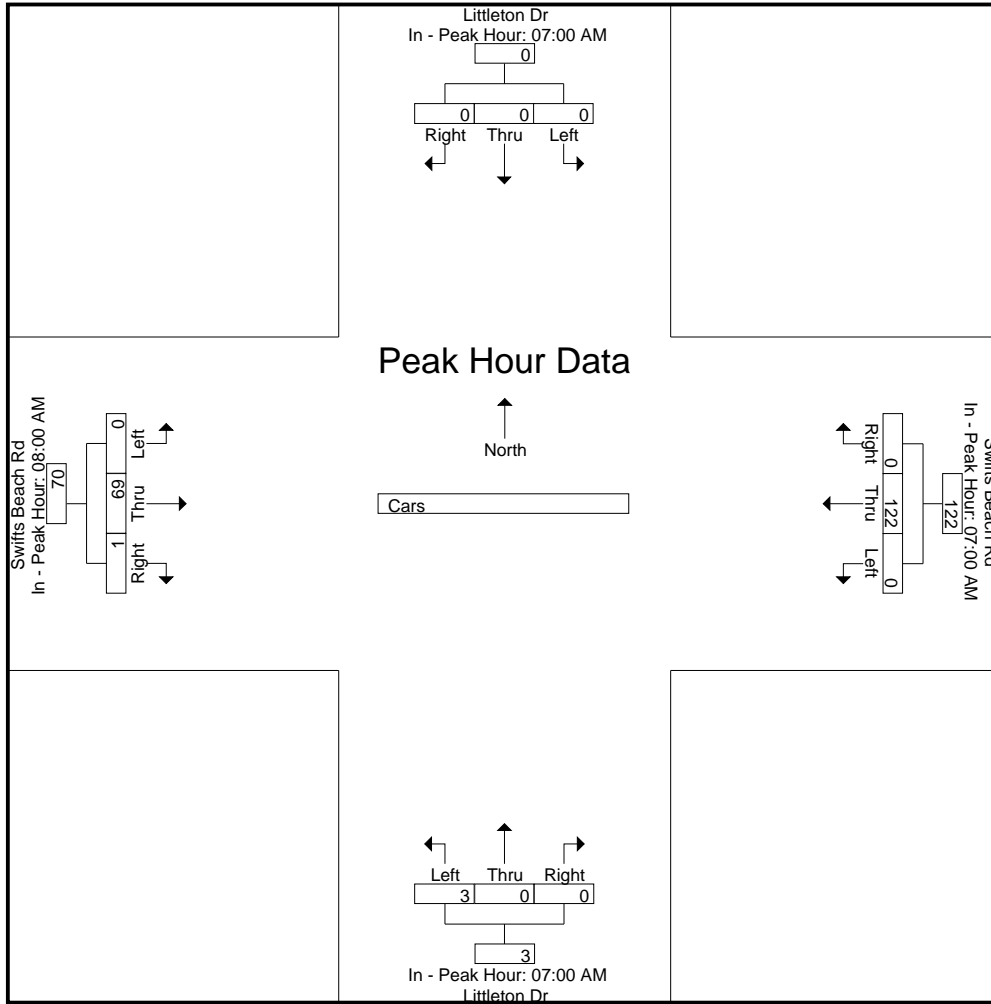 Littleton Dr
In - Peak Hour: 07:00 AM
0
0 0 0
Right Thru Left
Peak Hour Data
North
Cars
Swifts Beach Rd
In - Peak Hour: 08:00 AM
70
0 69 1
Left Thru Right
Swifts Beach Rd
In - Peak Hour: 07:00 AM
122
0 122 0
Right Thru Left
Left Thru Right
3 0 0
3
In - Peak Hour: 07:00 AM
Littleton Dr